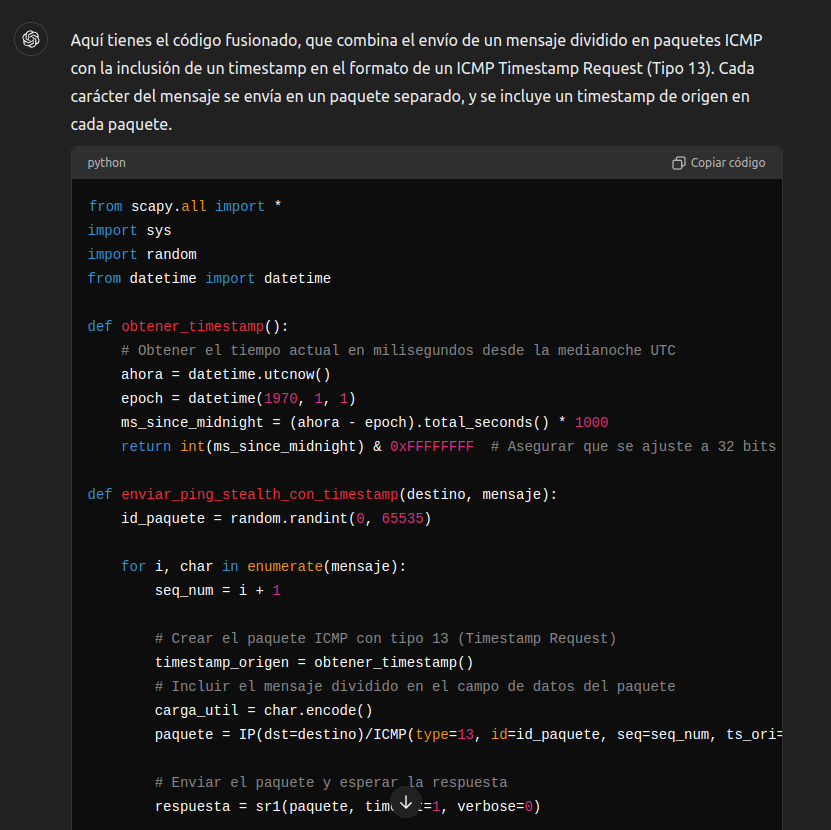 Aquí tienes el código fusionado, que combina el envío de un mensaje dividido en paquetes ICMP
con la inclusión de un timestamp en el formato de un ICMP Timestamp Request (Tipo 13). Cada
carácter del mensaje se envía en un paquete separado, y se incluye un timestamp de origen en
cada paquete.
python
Copiar código
from scapy.all import *
import sys
import random
from datetime import datetime
def obtener_timestamp():
# Obtener el tiempo actual en milisegundos desde la medianoche UTC
ahora = datetime.utcnow()
epoch = datetime(1970, 1, 1)
ms_since_midnight = (ahora - epoch).total_seconds() * 1000
return int(ms_since_midnight) & 0xFFFFFFFF  # Asegurar que se ajuste a 32 bits
def enviar_ping_stealth_con_timestamp(destino, mensaje):
id_paquete = random.randint(0, 65535)
for i, char in enumerate(mensaje):
seq_num = i + 1
# Crear el paquete ICMP con tipo 13 (Timestamp Request)
timestamp_origen = obtener_timestamp()
# Incluir el mensaje dividido en el campo de datos del paquete
carga_util = char.encode()
paquete = IP(dst=destino)/ICMP(type=13, id=id_paquete, seq=seq_num, ts_ori=
# Enviar el paquete y esperar la respuesta
respuesta = sr1(paquete, =1, verbose=0)